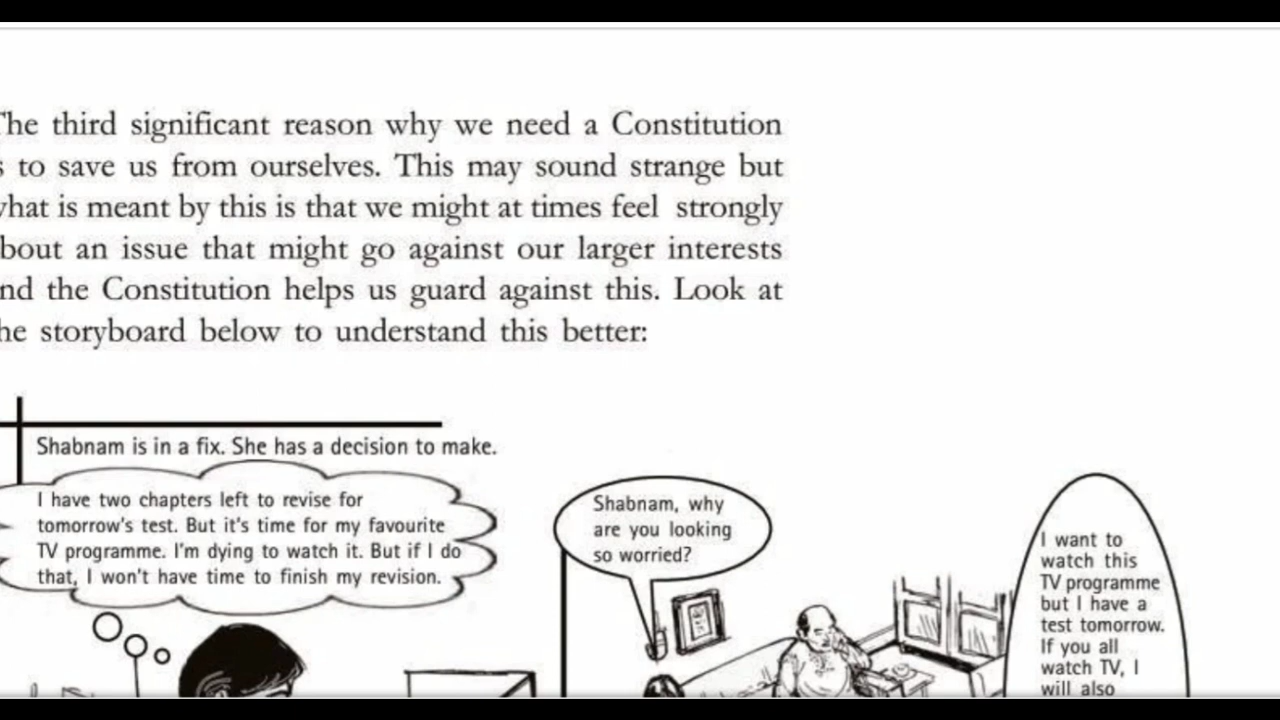 The third significant reason why we need a Constitution
s to save us from ourselves. This may sound strange but
what is meant by this is that we might at times feel strongly
bout an issue that might go against our larger interests
nd the Constitution helps us guard against this. Look at
he storyboard below to understand this better:
Shabnam is in a fix. She has a decision to make.
I have two chapters left to revise for
tomorrow's test. But it's time for my favourite
TV programme. I'm dying to watch it. But if I do
that, I won't have time to finish my revision.
Shabnam, why
are you looking
so worried?
I want to
watch this
TV programme
but I have a
test tomorrow.
If you all
watch TV, I
will also